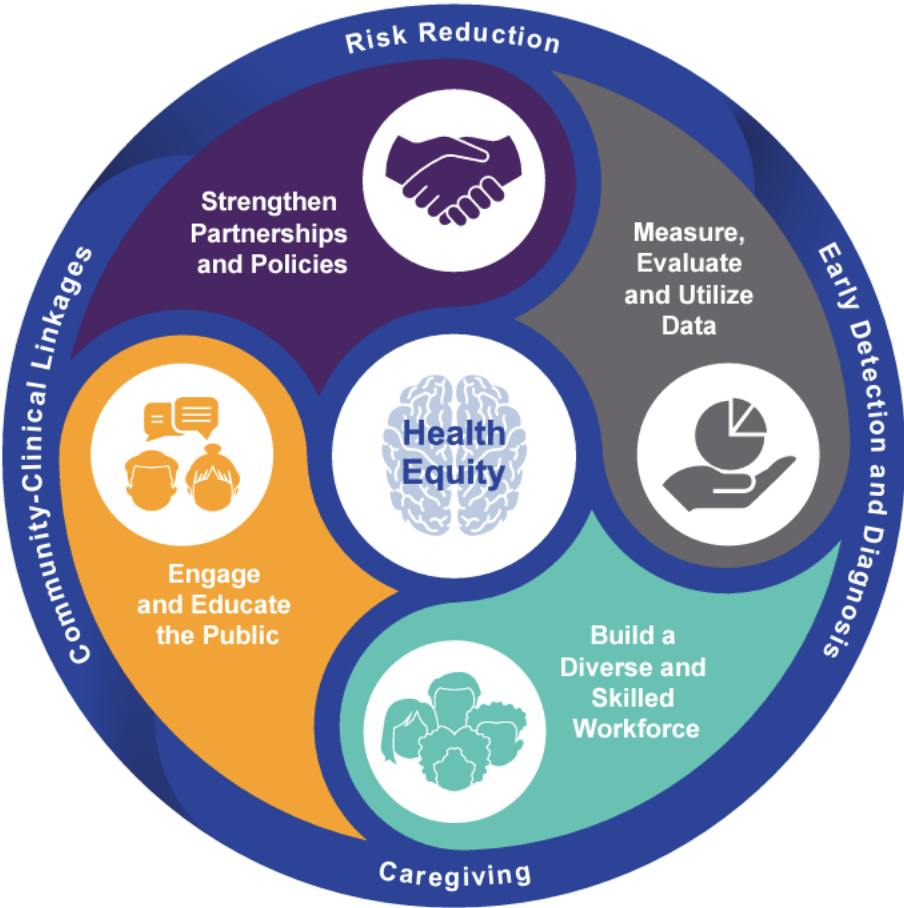 Risk Reduction
Strengthen
Partnerships
and Policies
Measure,
Evaluate
and Utilize
Data
Early Detection and Diagnosis
Community-Clinical Linkages
Health
Equity
Engage
and Educate
the Public
Build a
Diverse and
Skilled
Workforce
Caregiving